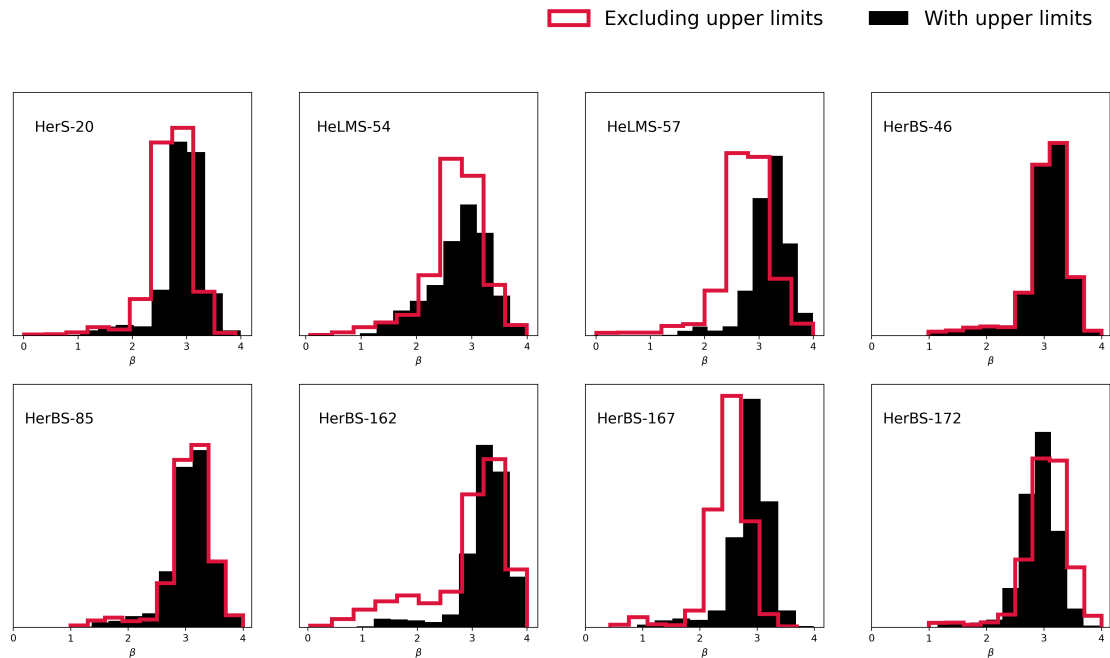 Excluding upper limits With upper limits
HerS-20 HeLMS-54 HeLMS-57 HerBS-46
0 1 2 3 4 0 1 2 3 4 0 1 2 3 4 0 1 2 3 4
β β β β
HerBS-85 HerBS-162 HerBS-167 HerBS-172
0 1 2 3 4 0 1 2 3 4 0 1 2 3 4 0 1 2 3 4
β β β β